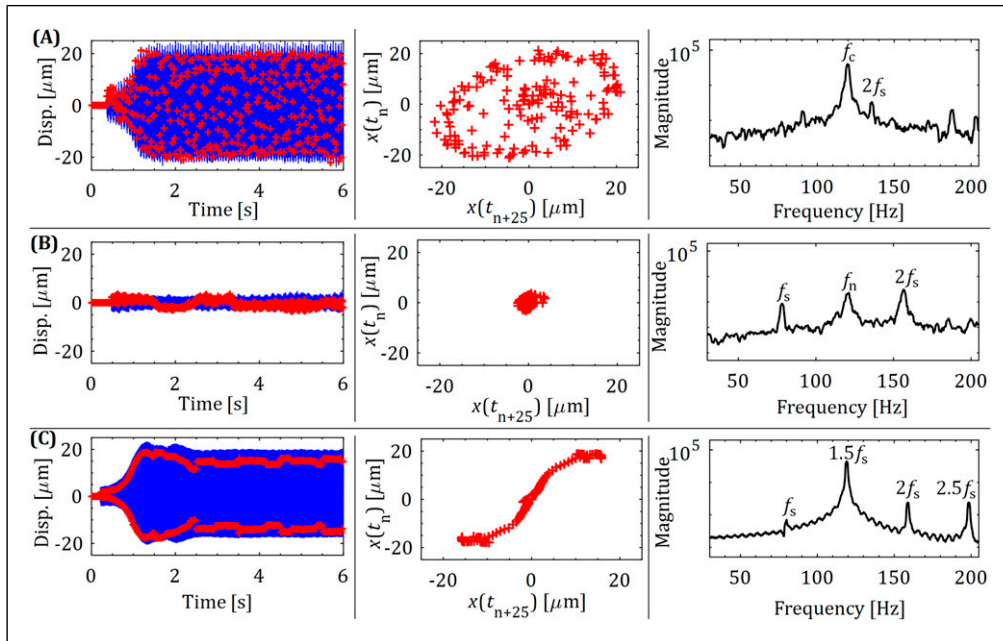 (A)
Disp. [μm]
20
0
-20
0 2 4 6
Time [s]
x(tn) [μm]
20
0
-20
-20 0 20
x(tn+25) [μm]
Magnitude
10^5
fc
2fs
50 100 150 200
Frequency [Hz]
(B)
Disp. [μm]
20
0
-20
0 2 4 6
Time [s]
x(tn) [μm]
20
0
-20
-20 0 20
x(tn+25) [μm]
Magnitude
10^5
fs
fn
2fs
50 100 150 200
Frequency [Hz]
(C)
Disp. [μm]
20
0
-20
0 2 4 6
Time [s]
x(tn) [μm]
20
0
-20
-20 0 20
x(tn+25) [μm]
Magnitude
10^5
fs
1.5fs
2fs
2.5fs
50 100 150 200
Frequency [Hz]